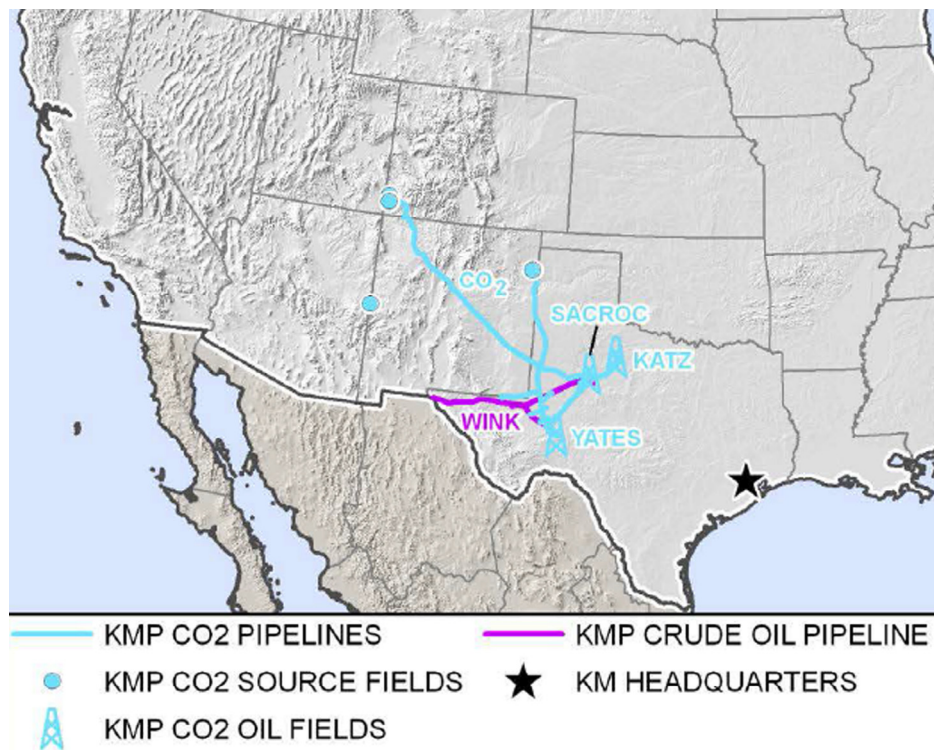 CO2
SACROC
KATZ
WINK
YATES
KMP CO2 PIPELINES
KMP CRUDE OIL PIPELINE
KMP CO2 SOURCE FIELDS
KM HEADQUARTERS
KMP CO2 OIL FIELDS